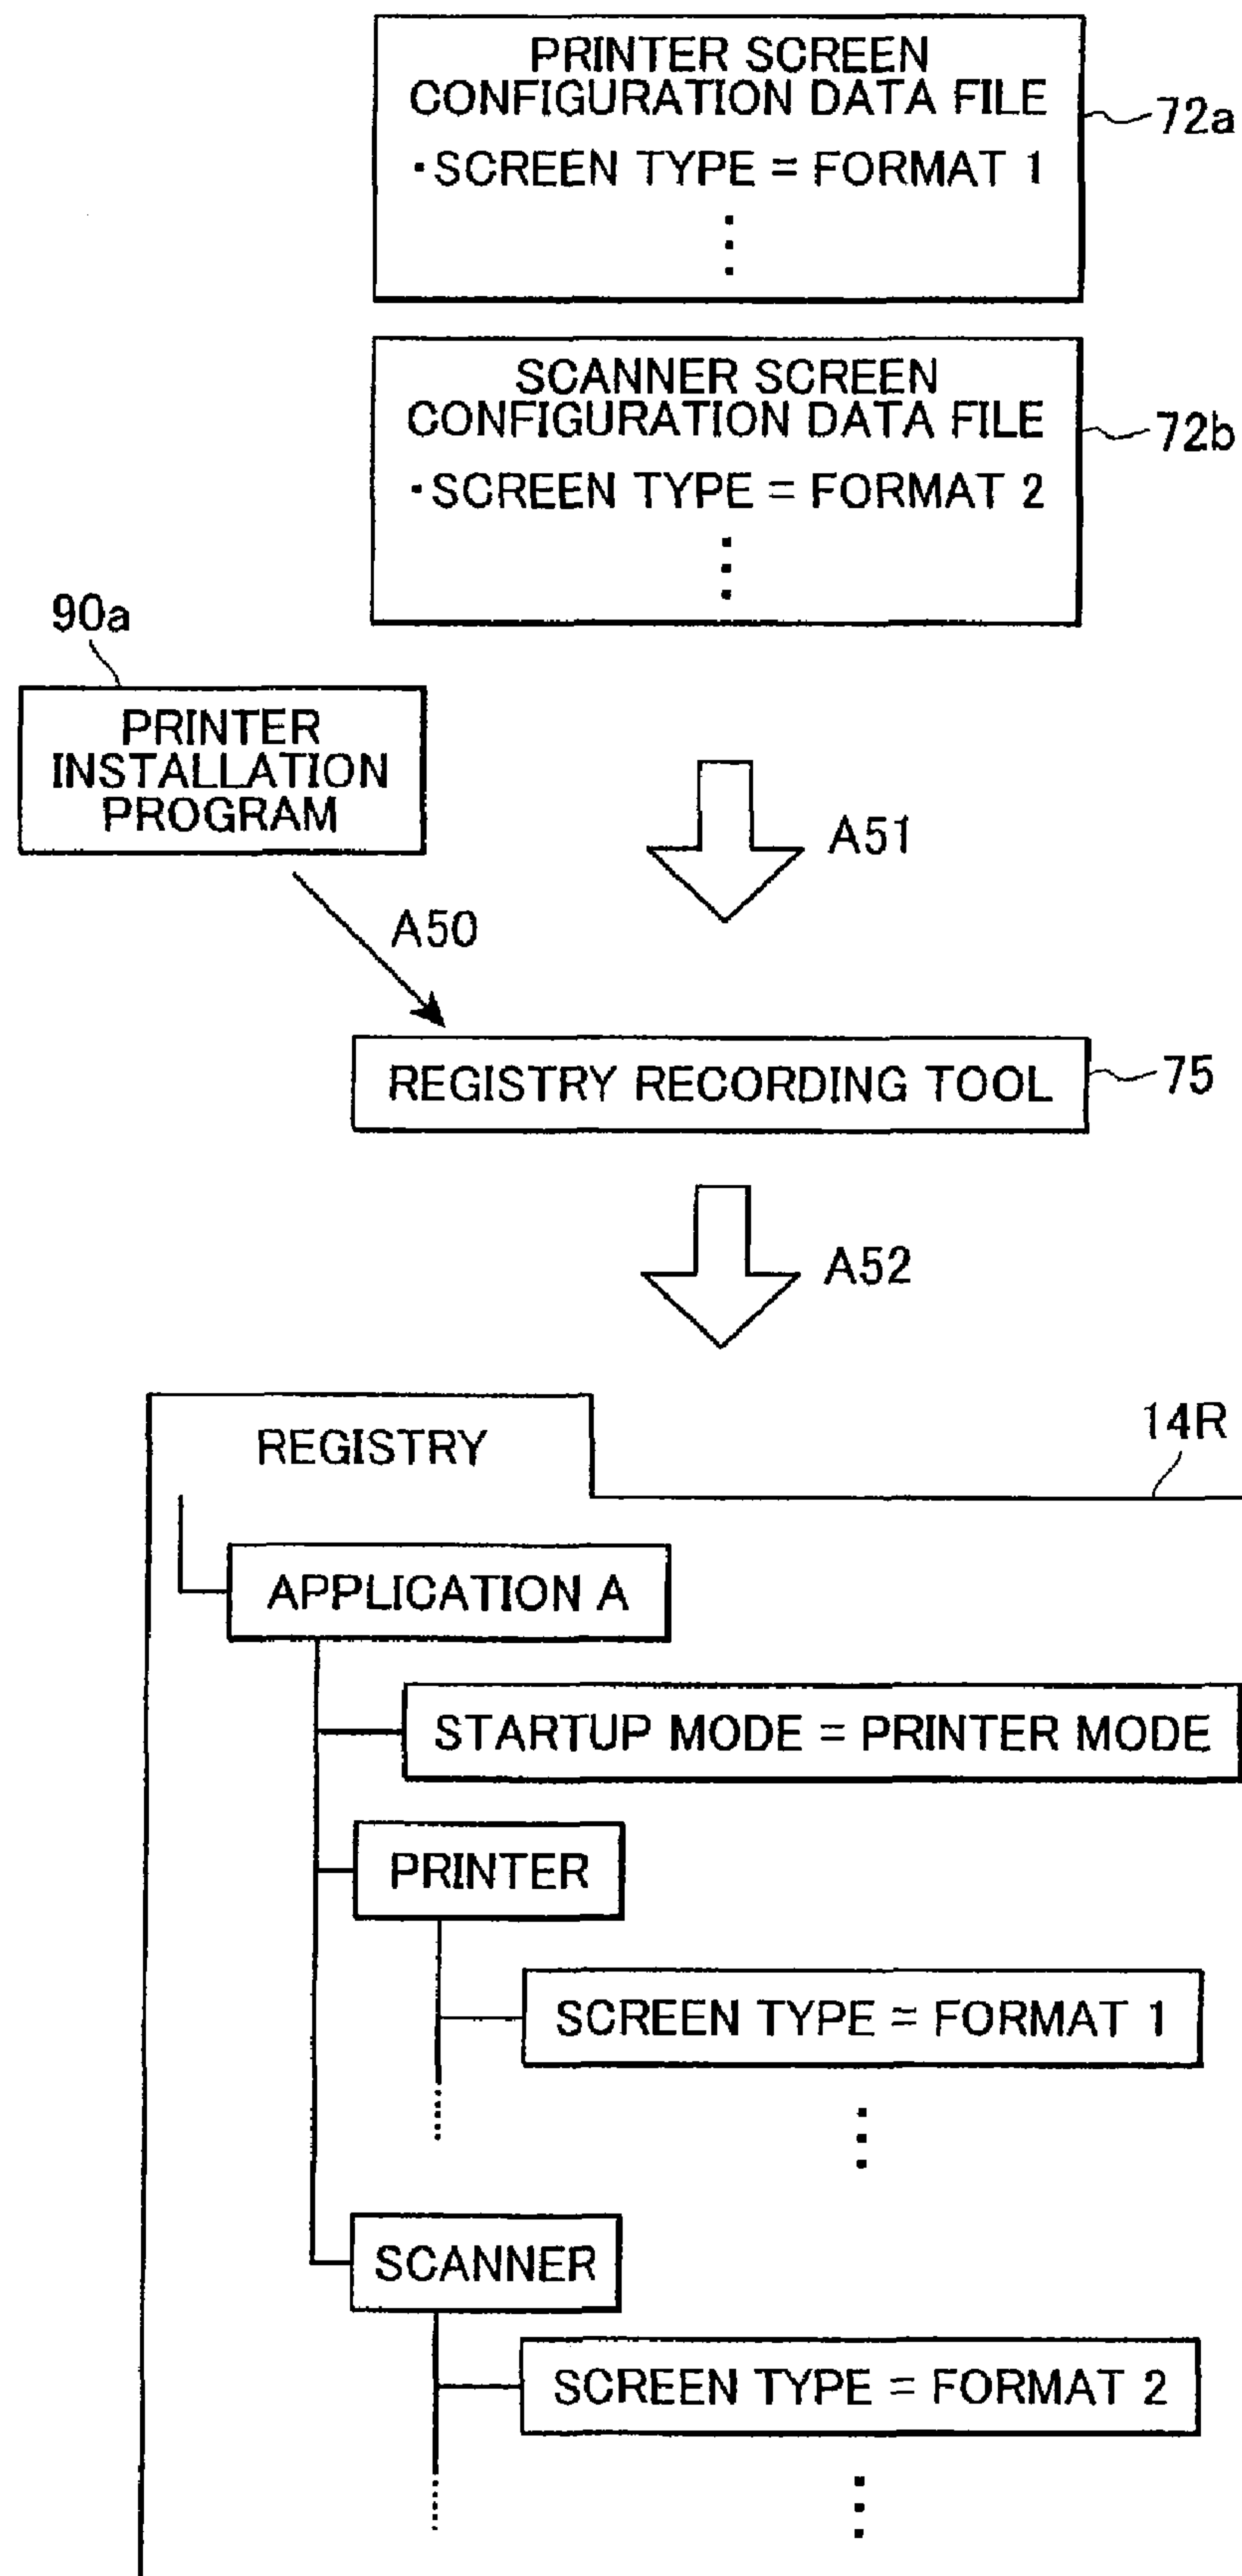 PRINTER SCREEN
CONFIGURATION DATA FILE
・SCREEN TYPE = FORMAT 1
72a
SCANNER SCREEN
CONFIGURATION DATA FILE
・SCREEN TYPE = FORMAT 2
72b
90a
PRINTER
INSTALLATION
PROGRAM
A51
A50
REGISTRY RECORDING TOOL
75
A52
REGISTRY
14R
APPLICATION A
STARTUP MODE = PRINTER MODE
PRINTER
SCREEN TYPE = FORMAT 1
SCANNER
SCREEN TYPE = FORMAT 2